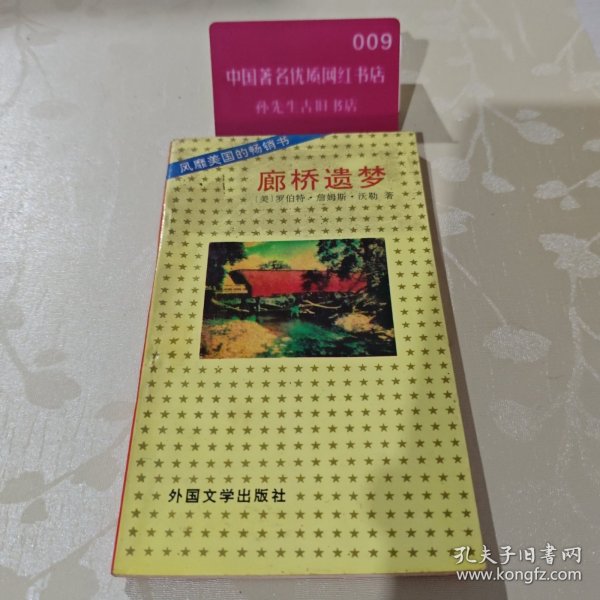 009
中国著名优质网红书店
孙先生古旧书店
风靡美国的畅销书
廊桥遗梦
〔美〕罗伯特·詹姆斯·沃勒 著
外国文学出版社
孔夫子旧书网
www.kongfz.com